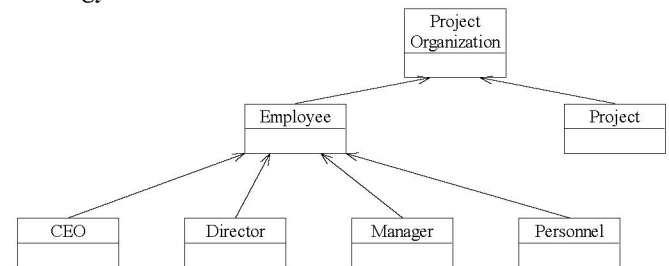 Project
Organization
Employee
Project
CEO
Director
Manager
Personnel